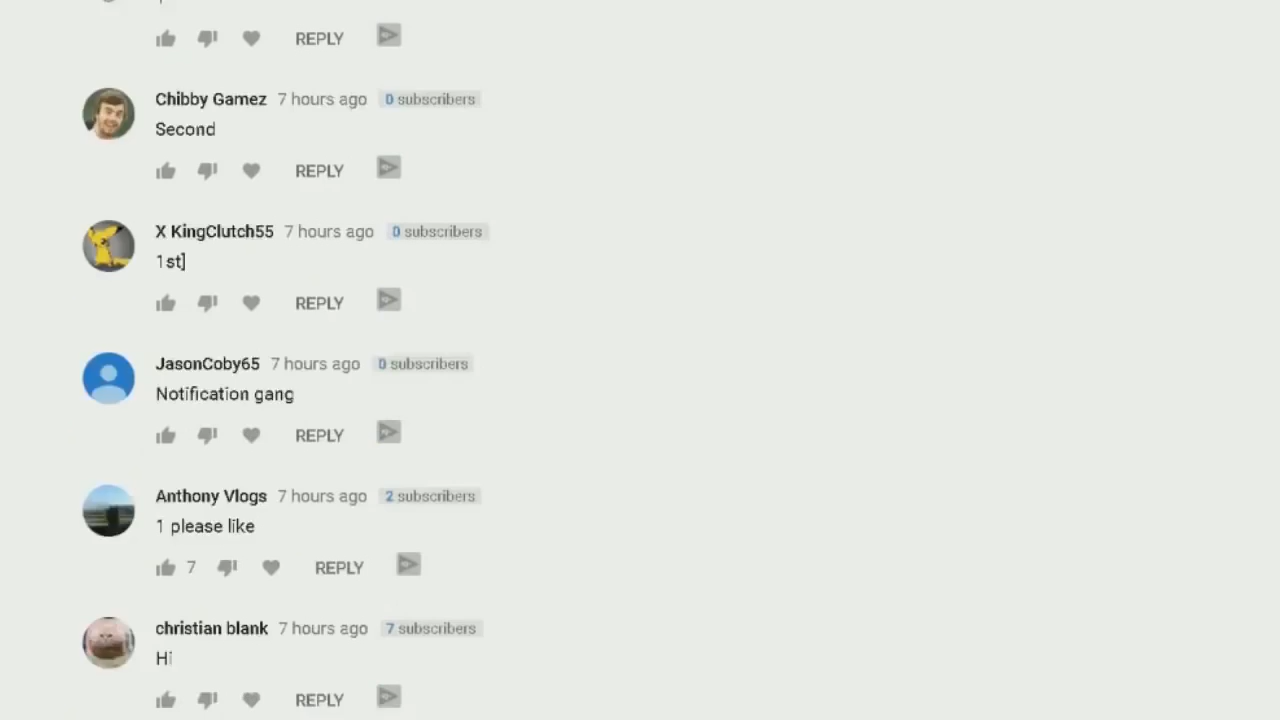 REPLY
Chibby Gamez 7 hours ago 0 subscribers
Second
REPLY
X KingClutch55 7 hours ago 0 subscribers
1st]
REPLY
JasonCoby65 7 hours ago 0 subscribers
Notification gang
REPLY
Anthony Vlogs 7 hours ago 2 subscribers
1 please like
7 REPLY
christian blank 7 hours ago 7 subscribers
Hi
REPLY